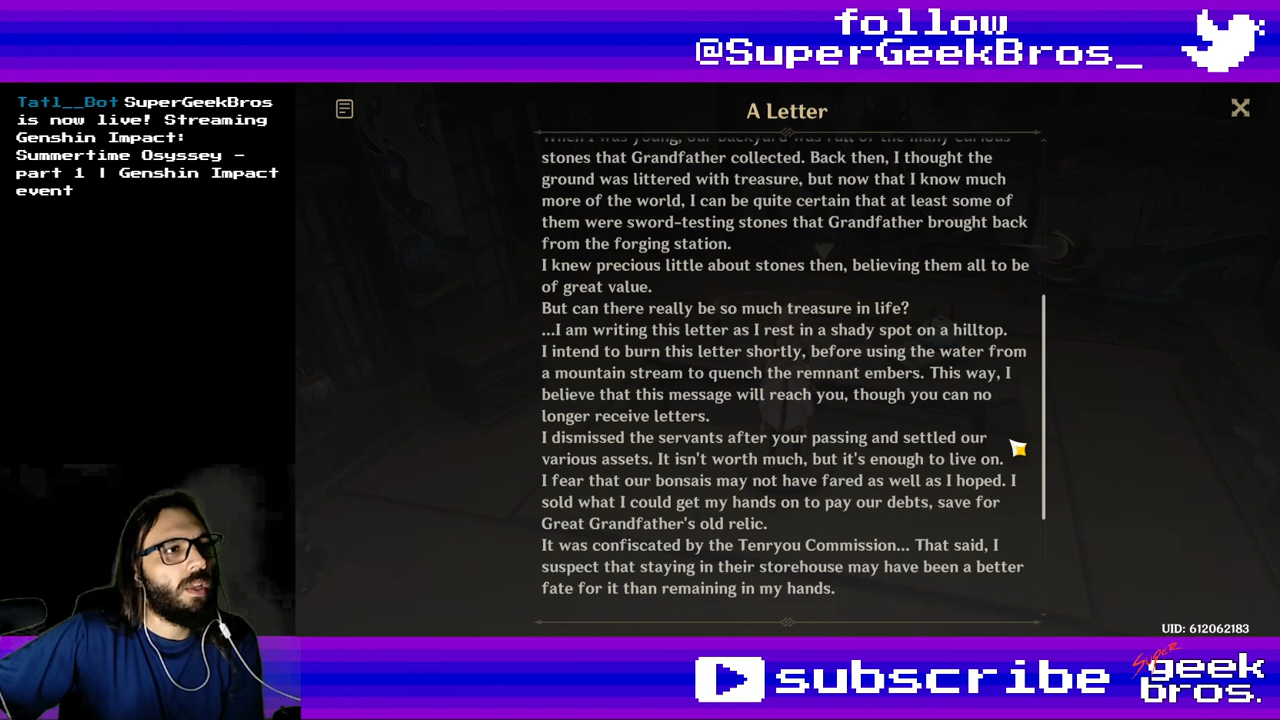 follow
@SuperGeekBros_
Tatl__Bot SuperGeekBros
is now live! Streaming
Genshin Impact:
Summertime Osyssey -
part 1 | Genshin Impact
event
A Letter
When I was young, our backyard was full of the many curious
stones that Grandfather collected. Back then, I thought the
ground was littered with treasure, but now that I know much
more of the world, I can be quite certain that at least some of
them were sword-testing stones that Grandfather brought back
from the forging station.
I knew precious little about stones then, believing them all to be
of great value.
But can there really be so much treasure in life?
...I am writing this letter as I rest in a shady spot on a hilltop.
I intend to burn this letter shortly, before using the water from
a mountain stream to quench the remnant embers. This way, I
believe that this message will reach you, though you can no
longer receive letters.
I dismissed the servants after your passing and settled our
various assets. It isn't worth much, but it's enough to live on.
I fear that our bonsais may not have fared as well as I hoped. I
sold what I could get my hands on to pay our debts, save for
Great Grandfather's old relic.
It was confiscated by the Tenryou Commission... That said, I
suspect that staying in their storehouse may have been a better
fate for it than remaining in my hands.
UID: 612062183
subscribe
super
geek
bros.